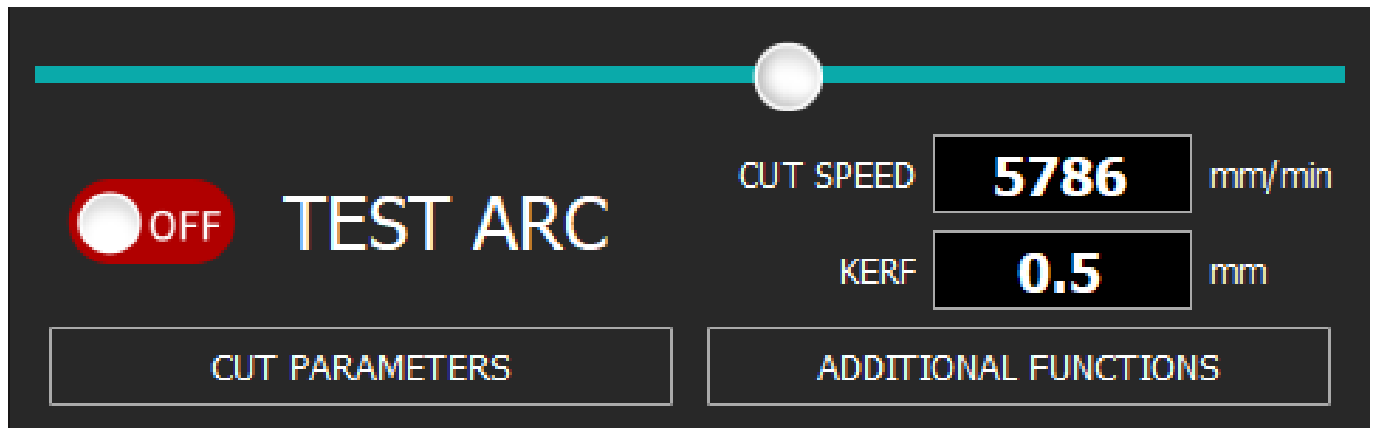 CUT SPEED 5786 mm/min
OFF TEST ARC
KERF 0.5 mm
CUT PARAMETERS ADDITIONAL FUNCTIONS